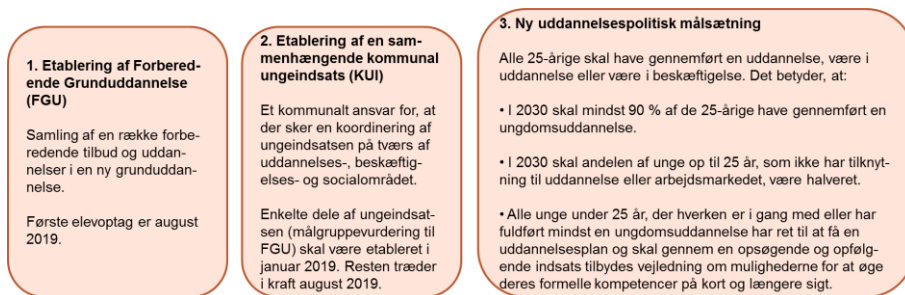 1. Etablering af Forbered-
ende Grunduddannelse
(FGU)
Samling af en række forbe-
redende tilbud og uddan-
nelser i en ny grunduddan-
nelse.
Første elevoptag er august
2019.
2. Etablering af en sam-
menhængende kommunal
ungeindsats (KUI)
Et kommunalt ansvar for, at
der sker en koordinering af
ungeindsatsen på tværs af
uddannelses-, beskæftig-
elses- og socialområdet.
Enkelte dele af ungeindsat-
sen (målgruppevurdering til
FGU) skal være etableret i
januar 2019. Resten træder
i kraft august 2019.
3. Ny uddannelsespolitisk målsætning
Alle 25-årige skal have gennemført en uddannelse, være i
uddannelse eller være i beskæftigelse. Det betyder, at:
• I 2030 skal mindst 90 % af de 25-årige have gennemført en
ungdomsuddannelse.
• I 2030 skal andelen af unge op til 25 år, som ikke har tilknyt-
ning til uddannelse eller arbejdsmarkedet, være halveret.
• Alle unge under 25 år, der hverken er i gang med eller har
fuldført mindst en ungdomsuddannelse har ret til at få en
uddannelsesplan og skal gennem en opsøgende og opfølg-
ende indsats tilbydes vejledning om mulighederne for at øge
deres formelle kompetencer på kort og længere sigt.